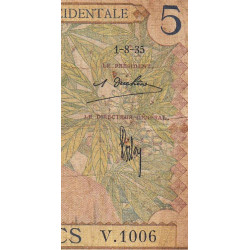 CIDENTALE 5
1-8-35
LE PRÉSIDENT,
LE DIRECTEUR GÉNÉRAL,
CS V.1006